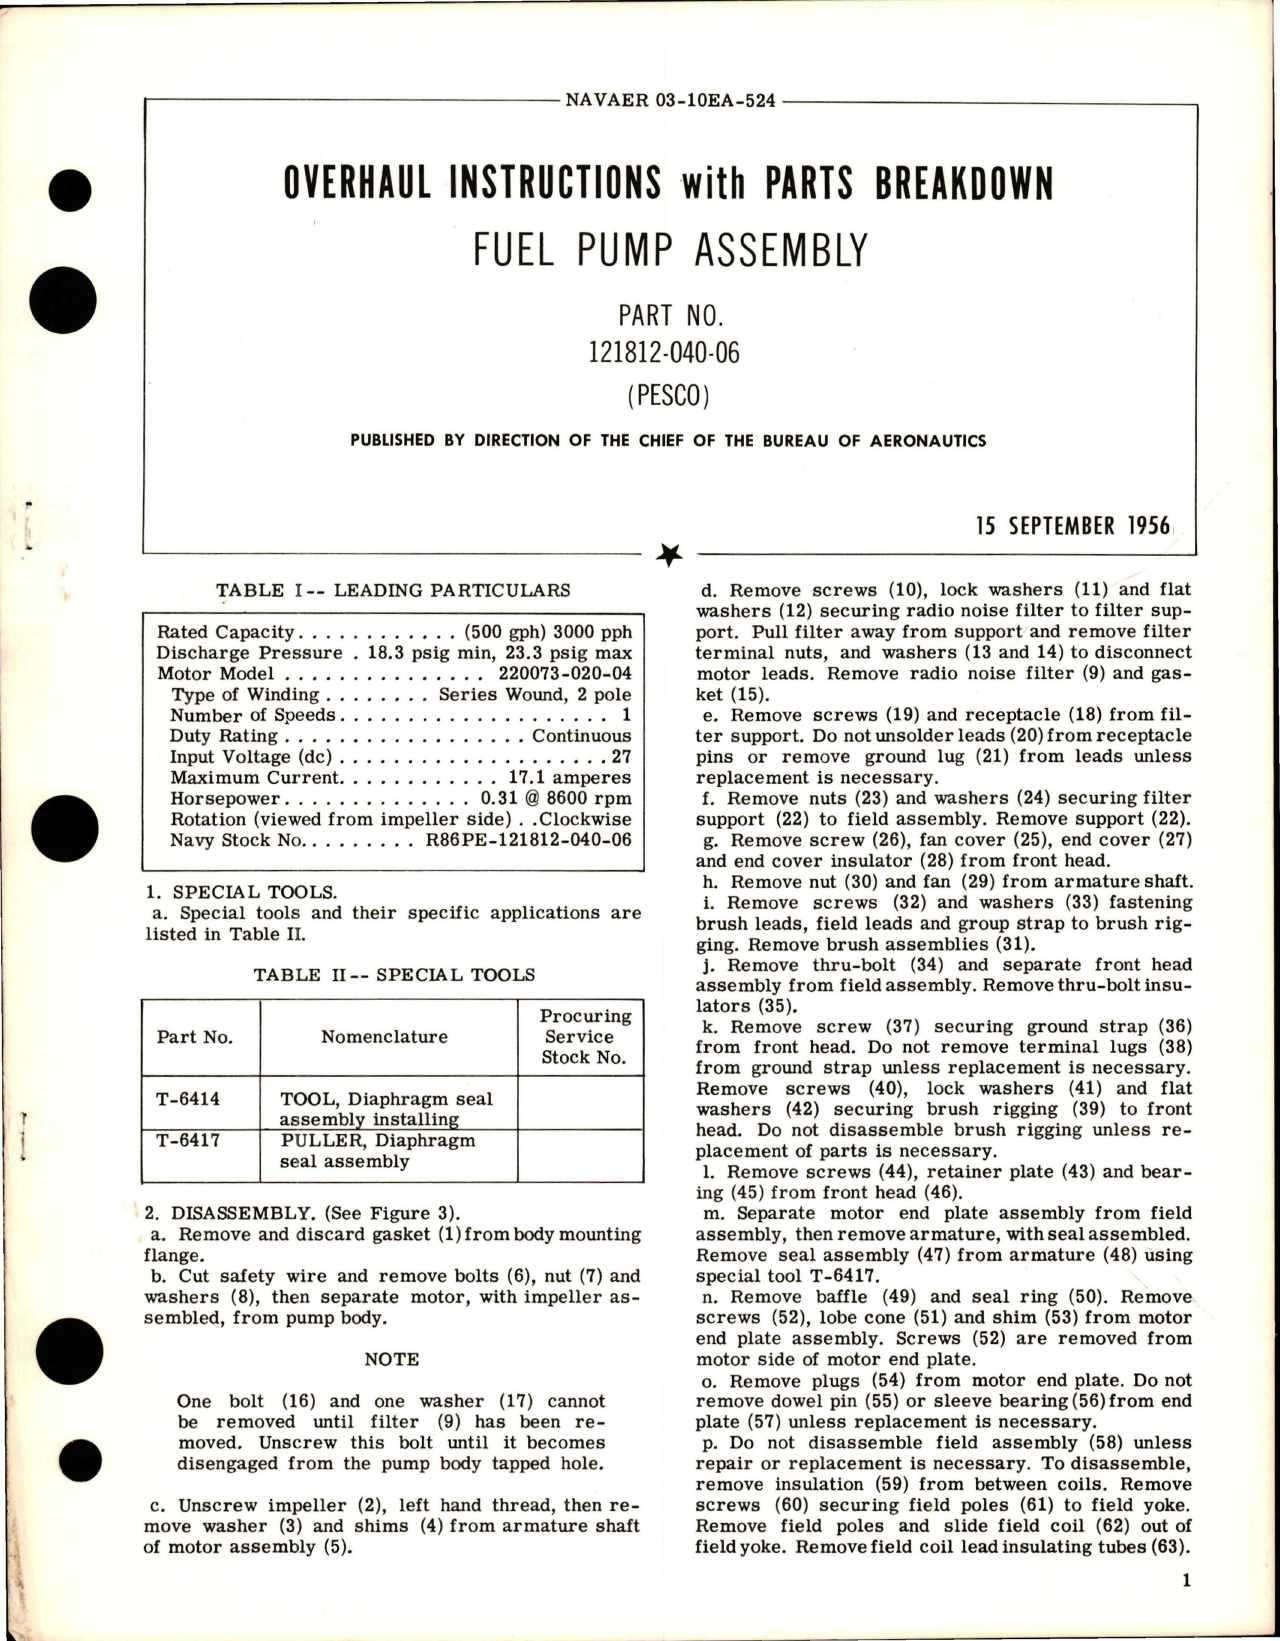 NAVAER 03-10EA-524
OVERHAUL INSTRUCTIONS with PARTS BREAKDOWN
FUEL PUMP ASSEMBLY
PART NO.
121812-040-06
(PESCO)
PUBLISHED BY DIRECTION OF THE CHIEF OF THE BUREAU OF AERONAUTICS
15 SEPTEMBER 1956
TABLE I-- LEADING PARTICULARS
Rated Capacity. . . . . . . . . . . . (500 gph) 3000 pph
Discharge Pressure . 18.3 psig min, 23.3 psig max
Motor Model . . . . . . . . . . . . . . . 220073-020-04
Type of Winding . . . . . . . . Series Wound, 2 pole
Number of Speeds. . . . . . . . . . . . . . . . . . . . 1
Duty Rating . . . . . . . . . . . . . . . . . . Continuous
Input Voltage (dc) . . . . . . . . . . . . . . . . . . . . 27
Maximum Current. . . . . . . . . . . . 17.1 amperes
Horsepower. . . . . . . . . . . . . . 0.31 @ 8600 rpm
Rotation (viewed from impeller side) . .Clockwise
Navy Stock No. . . . . . . . . R86PE-121812-040-06
1. SPECIAL TOOLS.
a. Special tools and their specific applications are
listed in Table II.
TABLE II-- SPECIAL TOOLS
Part No. Nomenclature Procuring
Service
Stock No.
T-6414 TOOL, Diaphragm seal
assembly installing
T-6417 PULLER, Diaphragm
seal assembly
2. DISASSEMBLY. (See Figure 3).
a. Remove and discard gasket (1) from body mounting
flange.
b. Cut safety wire and remove bolts (6), nut (7) and
washers (8), then separate motor, with impeller as-
sembled, from pump body.
NOTE
One bolt (16) and one washer (17) cannot
be removed until filter (9) has been re-
moved. Unscrew this bolt until it becomes
disengaged from the pump body tapped hole.
c. Unscrew impeller (2), left hand thread, then re-
move washer (3) and shims (4) from armature shaft
of motor assembly (5).
d. Remove screws (10), lock washers (11) and flat
washers (12) securing radio noise filter to filter sup-
port. Pull filter away from support and remove filter
terminal nuts, and washers (13 and 14) to disconnect
motor leads. Remove radio noise filter (9) and gas-
ket (15).
e. Remove screws (19) and receptacle (18) from fil-
ter support. Do not unsolder leads (20) from receptacle
pins or remove ground lug (21) from leads unless
replacement is necessary.
f. Remove nuts (23) and washers (24) securing filter
support (22) to field assembly. Remove support (22).
g. Remove screw (26), fan cover (25), end cover (27)
and end cover insulator (28) from front head.
h. Remove nut (30) and fan (29) from armature shaft.
i. Remove screws (32) and washers (33) fastening
brush leads, field leads and group strap to brush rig-
ging. Remove brush assemblies (31).
j. Remove thru-bolt (34) and separate front head
assembly from field assembly. Remove thru-bolt insu-
lators (35).
k. Remove screw (37) securing ground strap (36)
from front head. Do not remove terminal lugs (38)
from ground strap unless replacement is necessary.
Remove screws (40), lock washers (41) and flat
washers (42) securing brush rigging (39) to front
head. Do not disassemble brush rigging unless re-
placement of parts is necessary.
l. Remove screws (44), retainer plate (43) and bear-
ing (45) from front head (46).
m. Separate motor end plate assembly from field
assembly, then remove armature, with seal assembled.
Remove seal assembly (47) from armature (48) using
special tool T-6417.
n. Remove baffle (49) and seal ring (50). Remove
screws (52), lobe cone (51) and shim (53) from motor
end plate assembly. Screws (52) are removed from
motor side of motor end plate.
o. Remove plugs (54) from motor end plate. Do not
remove dowel pin (55) or sleeve bearing (56) from end
plate (57) unless replacement is necessary.
p. Do not disassemble field assembly (58) unless
repair or replacement is necessary. To disassemble,
remove insulation (59) from between coils. Remove
screws (60) securing field poles (61) to field yoke.
Remove field poles and slide field coil (62) out of
field yoke. Remove field coil lead insulating tubes (63).
1